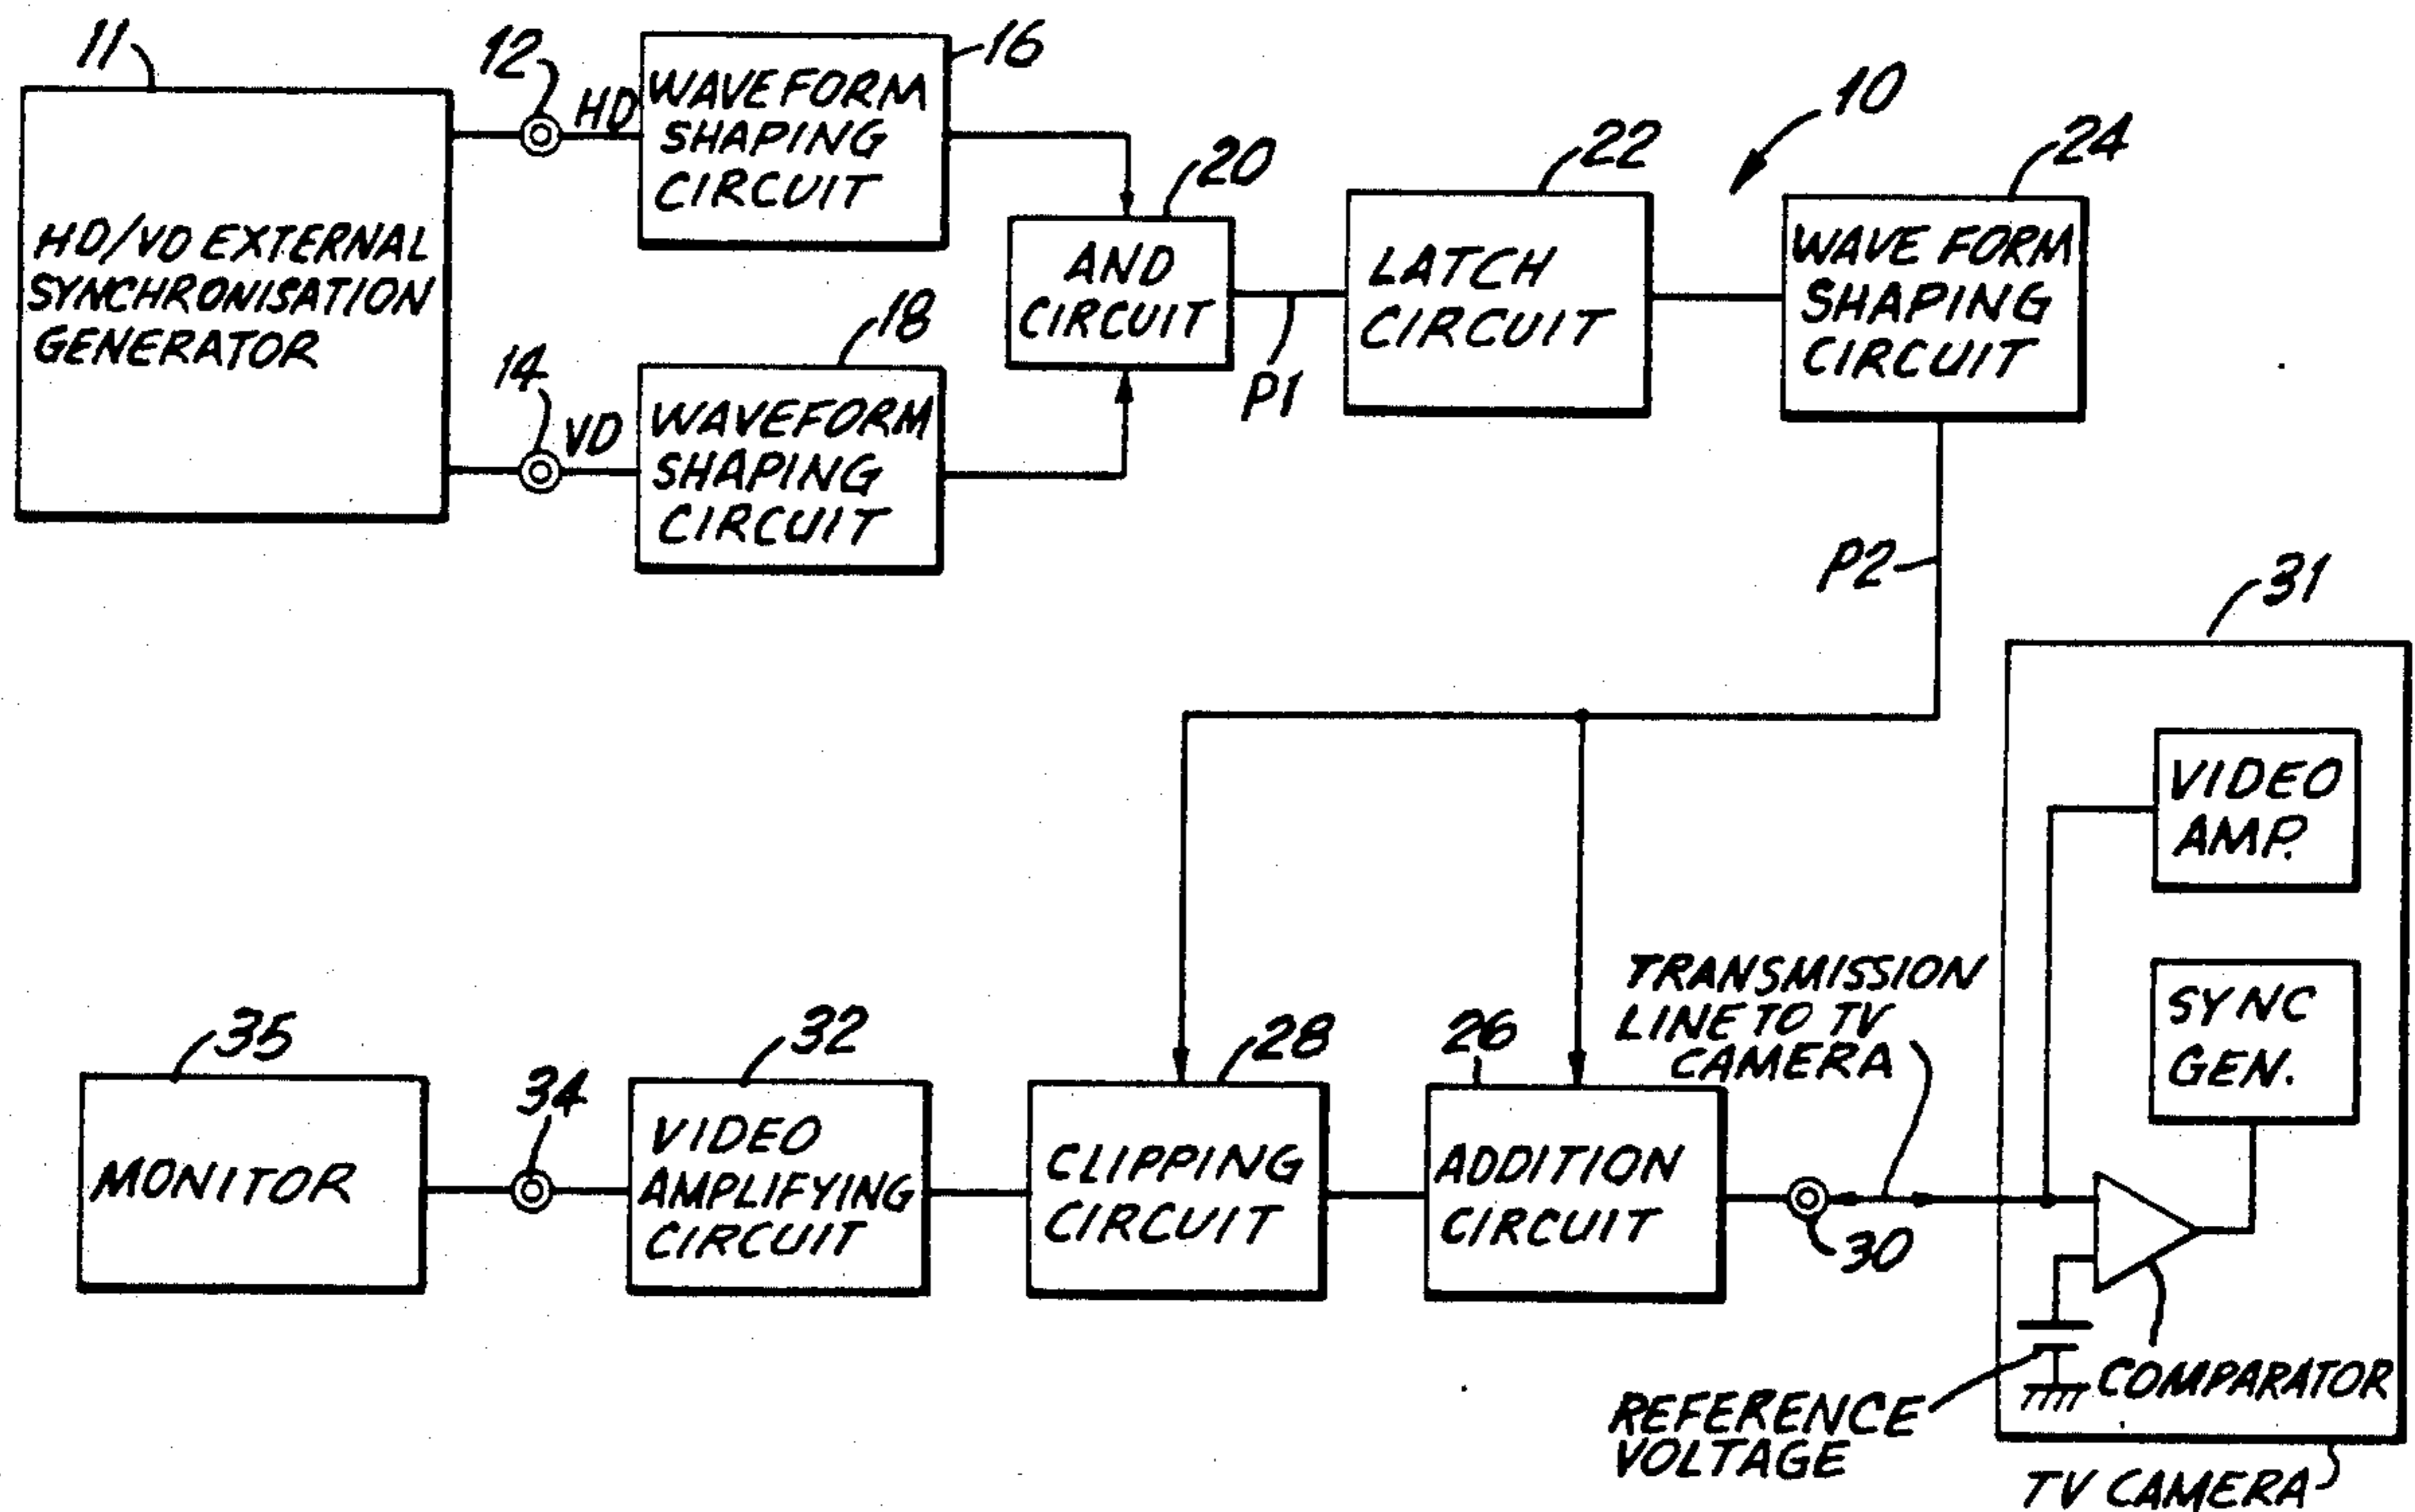 11
12
HD
WAVEFORM
SHAPING
CIRCUIT
16
10
HD/VD EXTERNAL
SYNCHRONISATION
GENERATOR
14
VD
WAVEFORM
SHAPING
CIRCUIT
18
20
AND
CIRCUIT
P1
22
LATCH
CIRCUIT
24
WAVE FORM
SHAPING
CIRCUIT
P2
31
VIDEO
AMP.
SYNC
GEN.
TRANSMISSION
LINE TO TV
CAMERA
35
MONITOR
34
32
VIDEO
AMPLIFYING
CIRCUIT
28
CLIPPING
CIRCUIT
26
ADDITION
CIRCUIT
30
COMPARATOR
REFERENCE
VOLTAGE
TV CAMERA